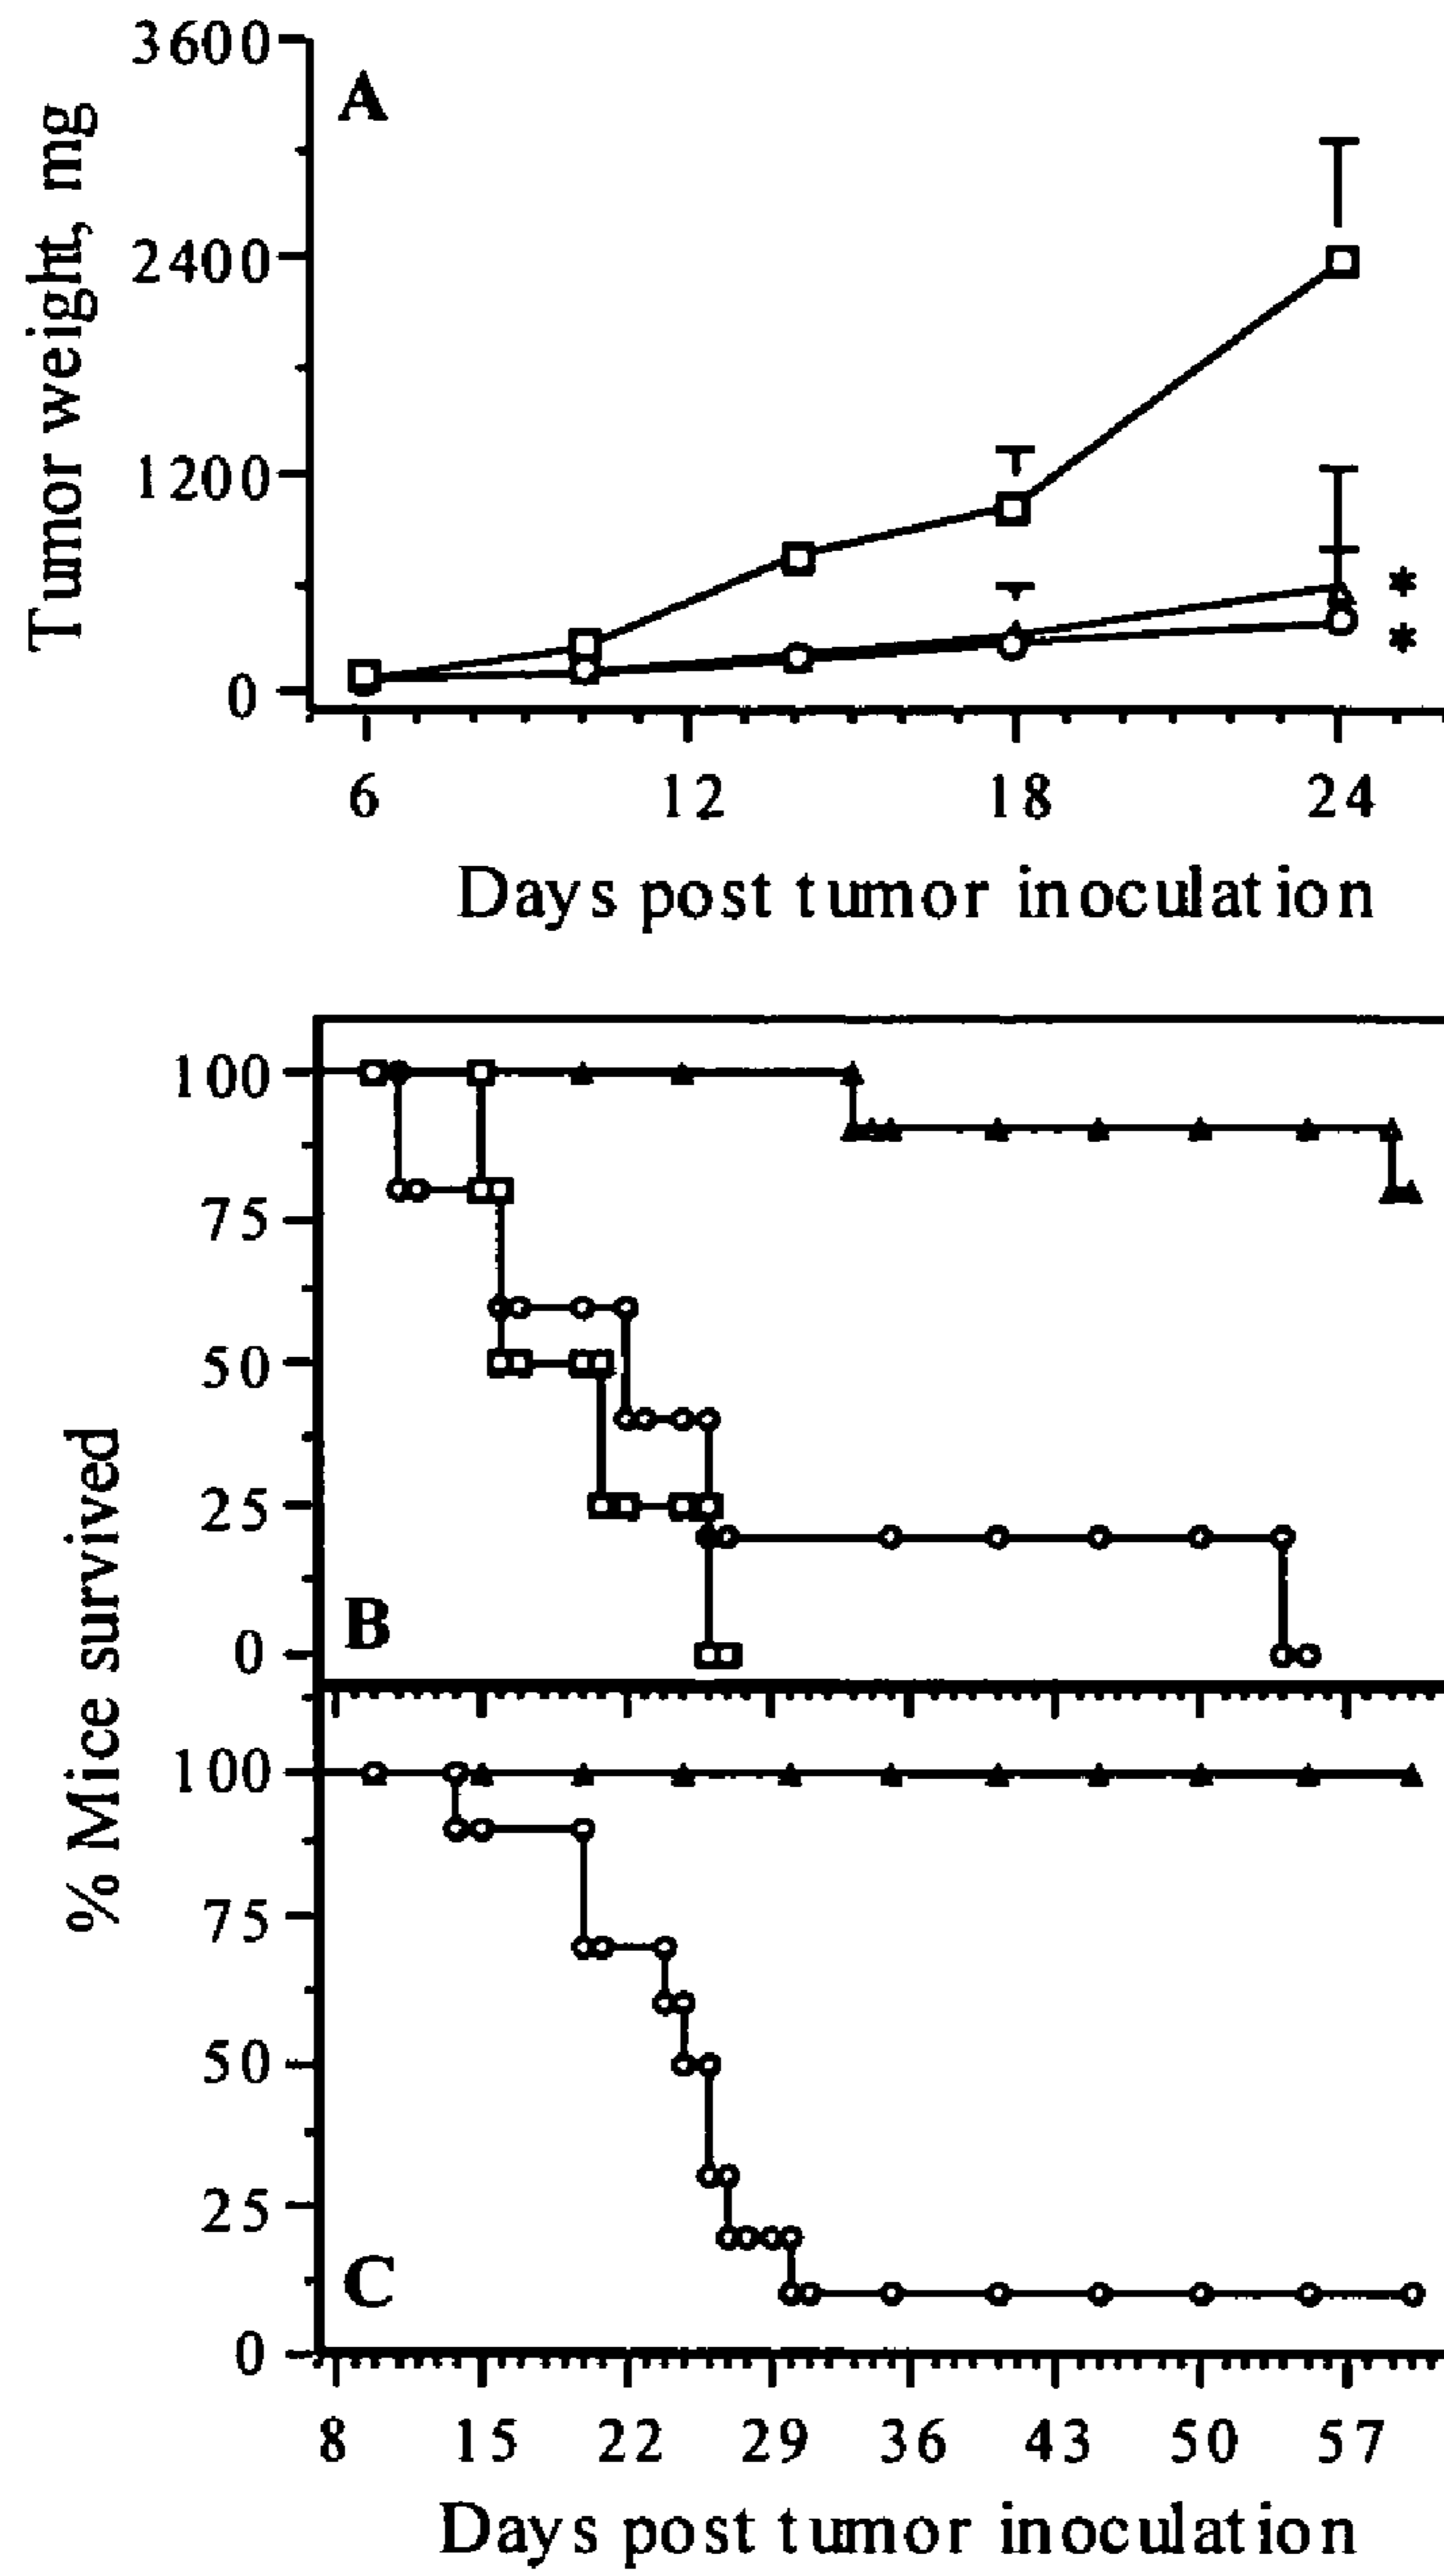 3600
A
2400
1200
0
Tumor weight, mg
*
*
6 12 18 24
Days post tumor inoculation
100
75
50
25
0
B
% Mice survived
100
75
50
25
0
C
8 15 22 29 36 43 50 57
Days post tumor inoculation